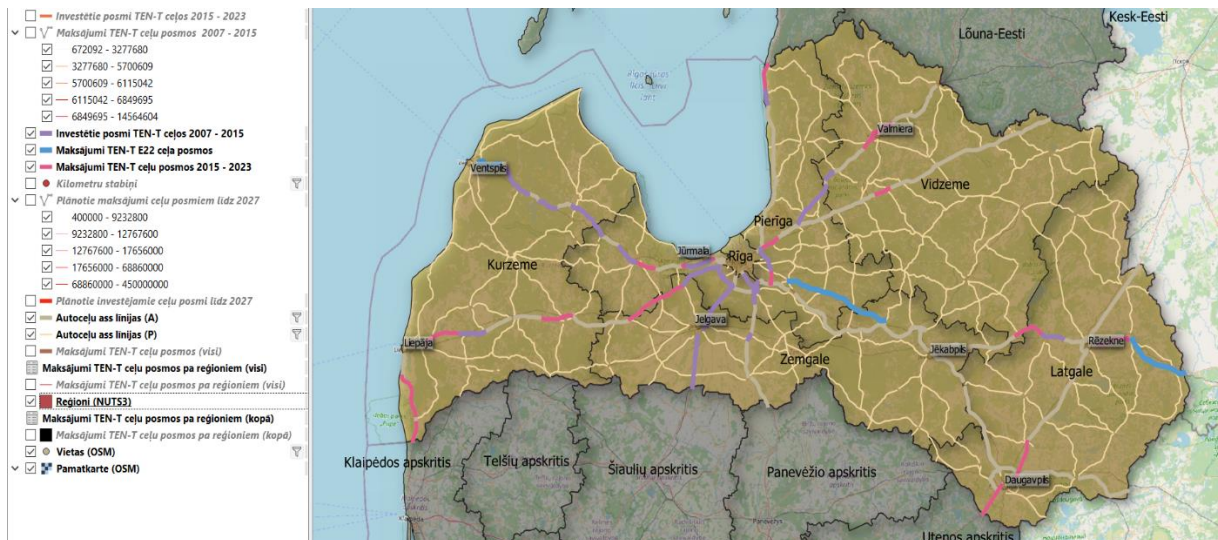 Investētie posmi TEN-T ceļos 2015 - 2023
Maksājumi TEN-T ceļu posmos 2007 - 2015
672092 - 3277680
3277680 - 5700609
5700609 - 6115042
6115042 - 6849695
6849695 - 14564604
Investētie posmi TEN-T ceļos 2007 - 2015
Maksājumi TEN-T E22 ceļa posmos
Maksājumi TEN-T ceļu posmos 2015 - 2023
Kilometru stabiņi
Plānotie maksājumi ceļu posmiem līdz 2027
400000 - 9232800
9232800 - 12767600
12767600 - 17656000
17656000 - 68860000
68860000 - 450000000
Plānotie investējamie ceļu posmi līdz 2027
Autoceļu ass līnijas (A)
Autoceļu ass līnijas (P)
Maksājumi TEN-T ceļu posmos (visi)
Maksājumi TEN-T ceļu posmos pa reģioniem (visi)
Maksājumi TEN-T ceļu posmos pa reģioniem (visi)
Reģioni (NUTS3)
Maksājumi TEN-T ceļu posmos pa reģioniem (kopā)
Maksājumi TEN-T ceļu posmos pa reģioniem (kopā)
Vietas (OSM)
Pamatkarte (OSM)
Kesk-Eesti
Lõuna-Eesti
Valmiera
Ventspils
Vidzeme
Pierīga
Jūrmala
Rīga
Kurzeme
Jelgava
Liepāja
Jēkabpils
Rēzekne
Zemgale
Latgale
Klaipėdos apskritis
Telšių apskritis
Šiaulių apskritis
Panevėžio apskritis
Daugavpils
Utenos apskritis